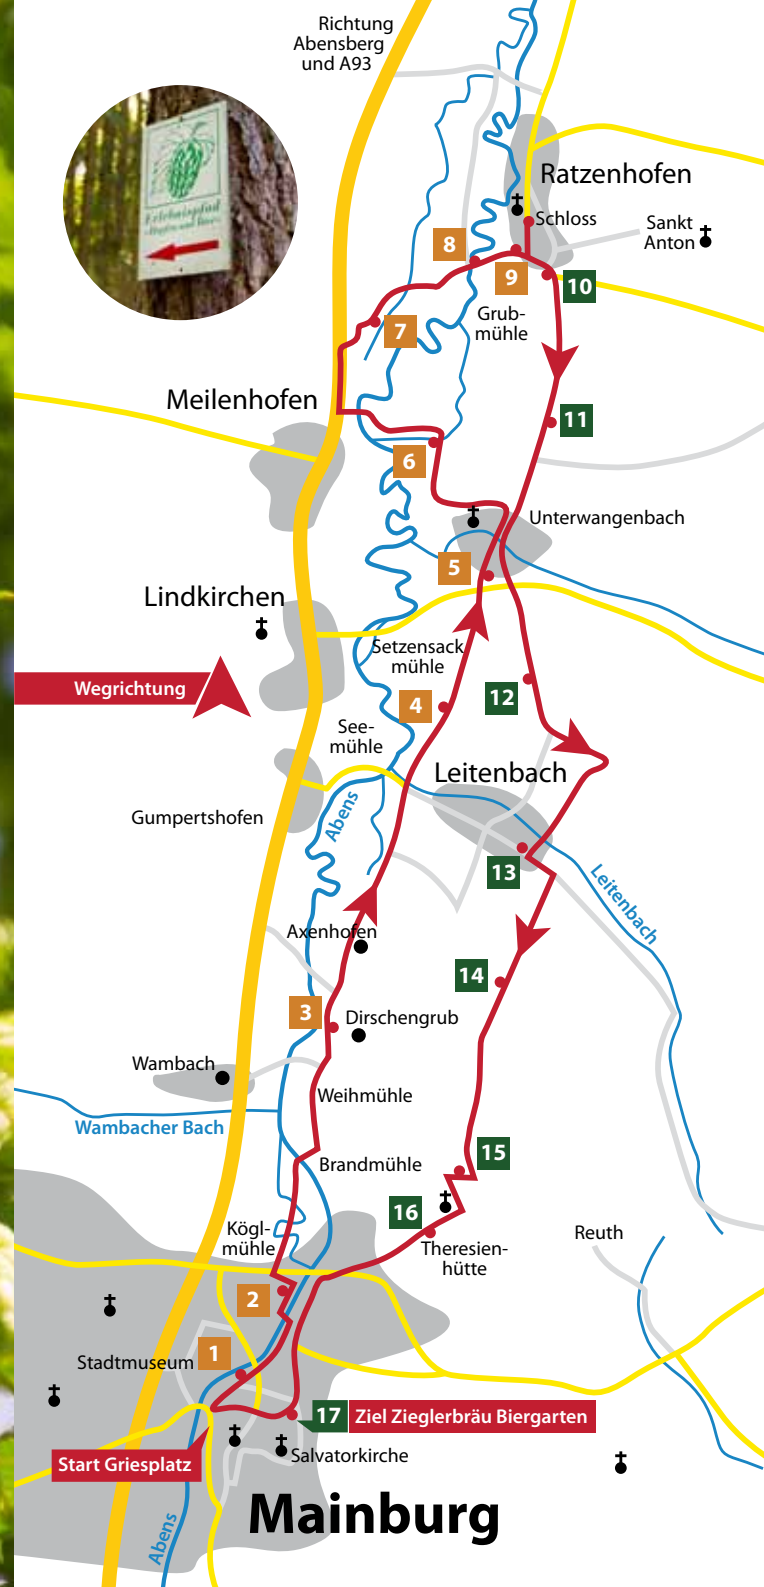 Richtung
Abensberg
und A93
Erlebnispfad
Ratzenhofen
Schloss
Sankt
Anton
8
9
10
Grub-
mühle
7
Meilenhofen
11
6
Unterwangenbach
5
Lindkirchen
Setzensack
mühle
Wegrichtung
4
12
See-
mühle
Leitenbach
Abens
Gumpertshofen
13
Leitenbach
Axenhofen
14
3
Dirschengrub
Wambach
Weihmühle
Wambacher Bach
15
Brandmühle
16
Kögl-
mühle
Theresien-
hütte
Reuth
2
1
Stadtmuseum
17
Ziel Zieglerbräu Biergarten
Start Griesplatz
Salvatorkirche
Mainburg
Abens